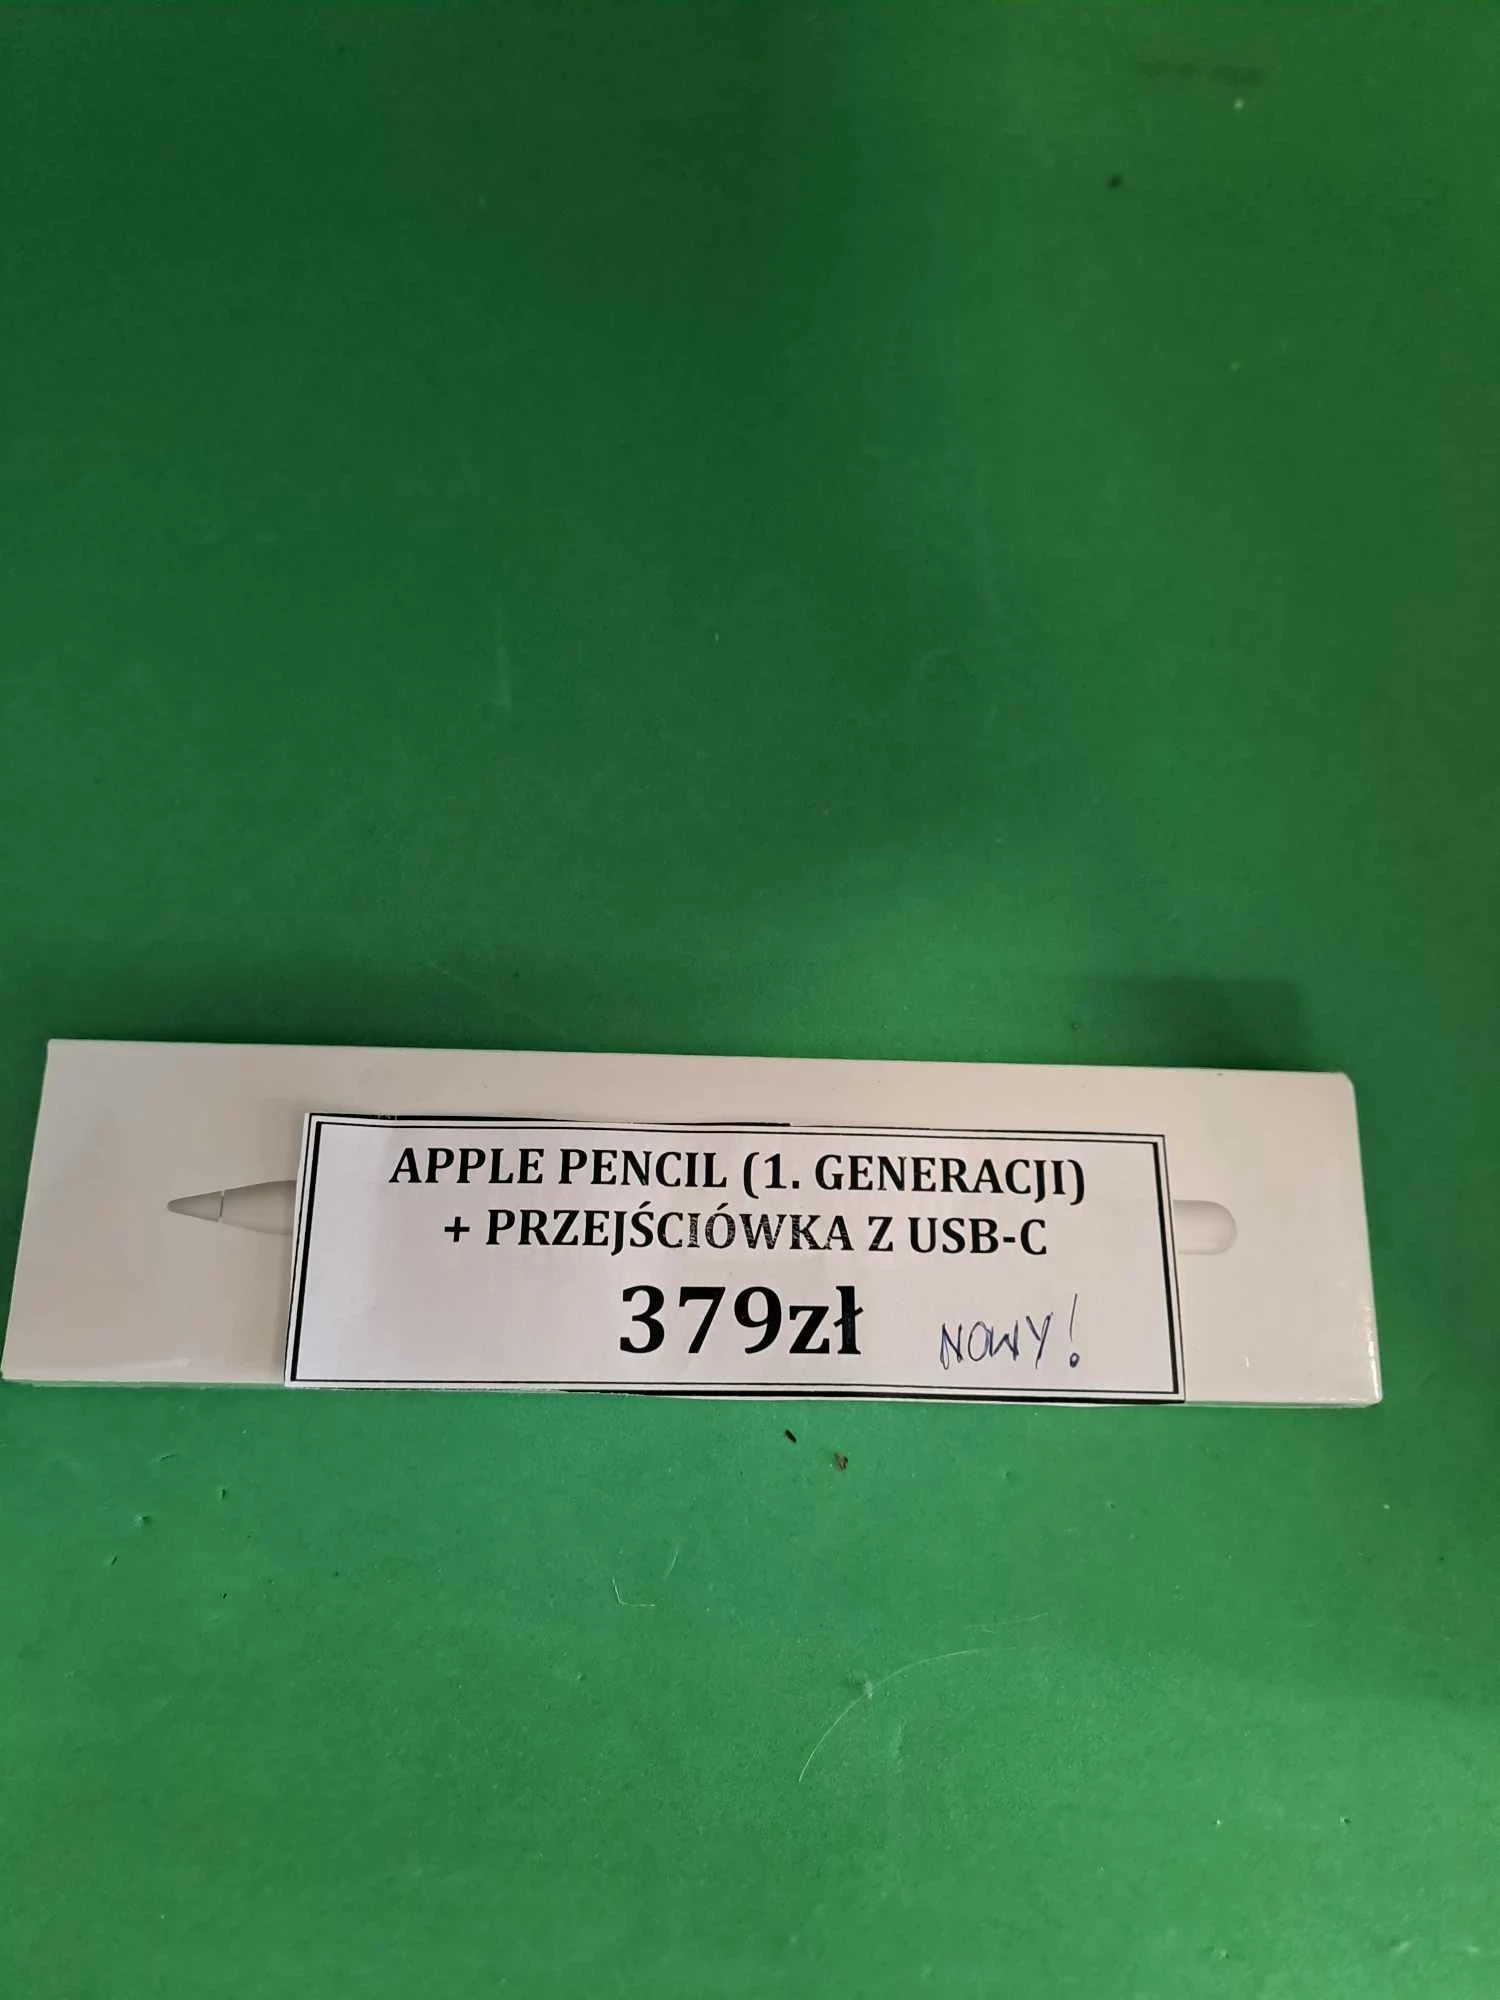 APPLE PENCIL (1. GENERACJI)
+ PRZEJŚCIÓWKA Z USB-C
379zł NOWY!